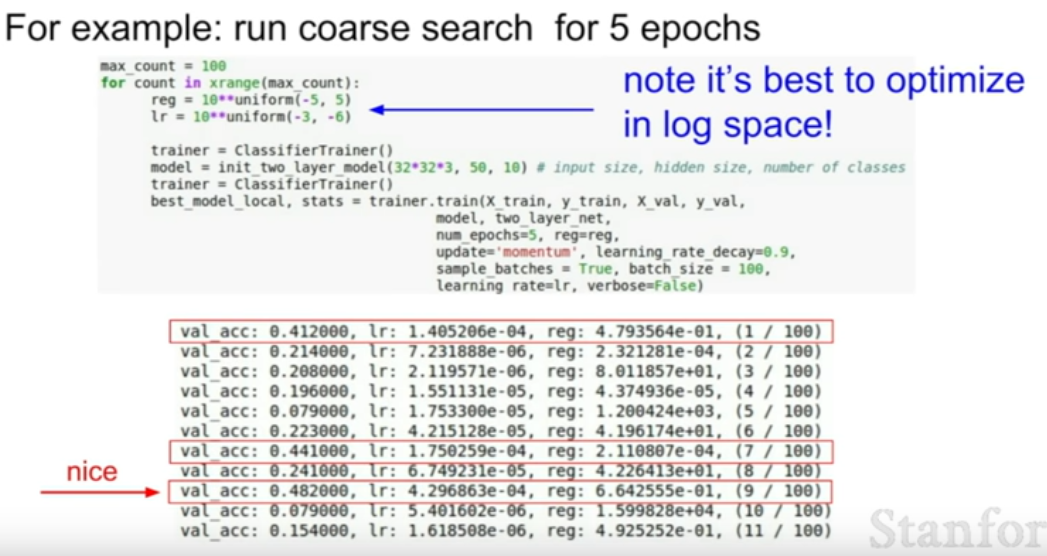 For example: run coarse search for 5 epochs
max_count = 100
for count in xrange(max_count):
reg = 10**uniform(-5, 5)
lr = 10**uniform(-3, -6)
note it's best to optimize
in log space!
trainer = ClassifierTrainer()
model = init_two_layer_model(32*32*3, 50, 10) # input size, hidden size, number of classes
trainer = ClassifierTrainer()
best_model_local, stats = trainer.train(X_train, y_train, X_val, y_val,
model, two_layer_net,
num_epochs=5, reg=reg,
update='momentum', learning_rate_decay=0.9,
sample_batches = True, batch_size = 100,
learning_rate=lr, verbose=False)
val_acc: 0.412000, lr: 1.405206e-04, reg: 4.793564e-01, (1 / 100)
val_acc: 0.214000, lr: 7.231888e-06, reg: 2.321281e-04, (2 / 100)
val_acc: 0.208000, lr: 2.119571e-06, reg: 8.011857e+01, (3 / 100)
val_acc: 0.196000, lr: 1.551131e-05, reg: 4.374936e-05, (4 / 100)
val_acc: 0.079000, lr: 1.753300e-05, reg: 1.200424e+03, (5 / 100)
val_acc: 0.223000, lr: 4.215128e-05, reg: 4.196174e+01, (6 / 100)
val_acc: 0.441000, lr: 1.750259e-04, reg: 2.110807e-04, (7 / 100)
val_acc: 0.241000, lr: 6.749231e-05, reg: 4.226413e+01, (8 / 100)
nice
val_acc: 0.482000, lr: 4.296863e-04, reg: 6.642555e-01, (9 / 100)
val_acc: 0.079000, lr: 5.401602e-06, reg: 1.599828e+04, (10 / 100)
val_acc: 0.154000, lr: 1.618508e-06, reg: 4.925252e-01, (11 / 100)
Stanfor